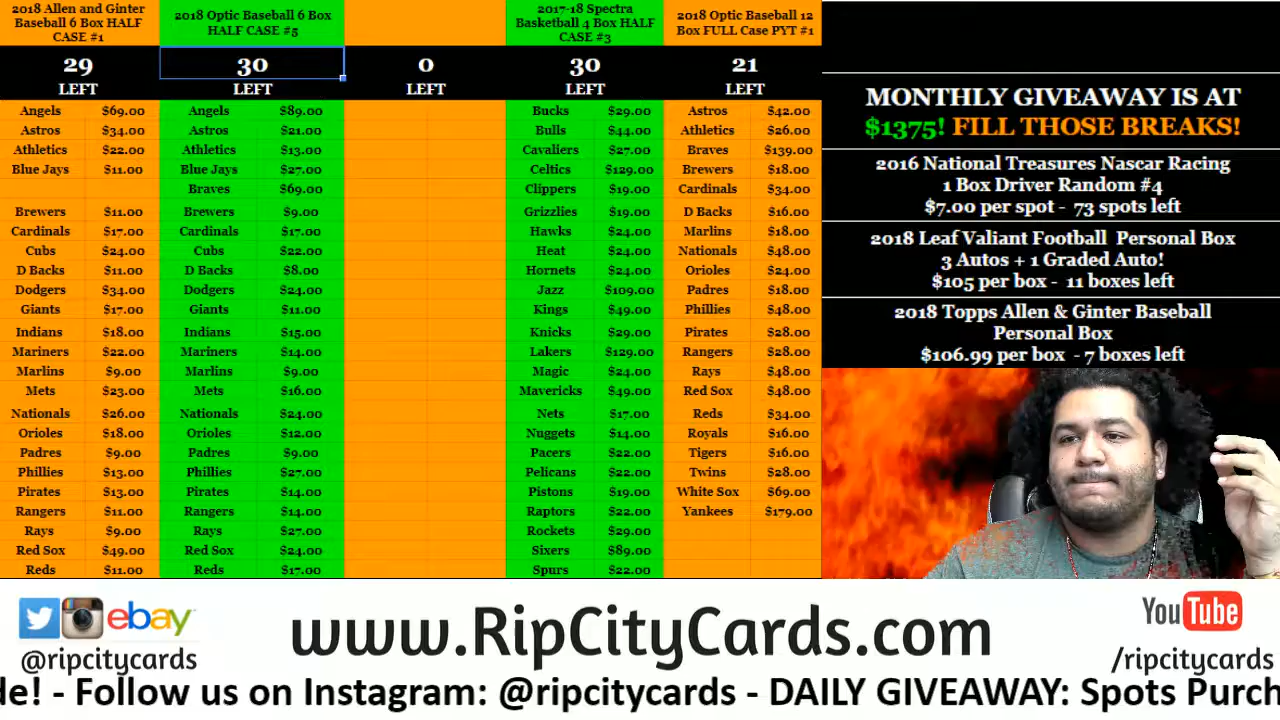 2018 Allen and Ginter
Baseball 6 Box HALF
CASE #1
29
LEFT
Angels $69.00
Astros $34.00
Athletics $22.00
Blue Jays $11.00
Brewers $11.00
Cardinals $17.00
Cubs $24.00
D Backs $11.00
Dodgers $34.00
Giants $17.00
Indians $18.00
Mariners $22.00
Marlins $9.00
Mets $23.00
Nationals $26.00
Orioles $18.00
Padres $9.00
Phillies $13.00
Pirates $13.00
Rangers $11.00
Rays $9.00
Red Sox $49.00
Reds $11.00
2018 Optic Baseball 6 Box
HALF CASE #5
30
LEFT
Angels $89.00
Astros $21.00
Athletics $13.00
Blue Jays $27.00
Braves $69.00
Brewers $9.00
Cardinals $17.00
Cubs $22.00
D Backs $8.00
Dodgers $24.00
Giants $11.00
Indians $15.00
Mariners $14.00
Marlins $9.00
Mets $16.00
Nationals $24.00
Orioles $12.00
Padres $9.00
Phillies $27.00
Pirates $14.00
Rangers $14.00
Rays $27.00
Red Sox $24.00
Reds $17.00
0
LEFT
2017-18 Spectra
Basketball 4 Box HALF
CASE #3
30
LEFT
Bucks $29.00
Bulls $44.00
Cavaliers $27.00
Celtics $129.00
Clippers $19.00
Grizzlies $19.00
Hawks $24.00
Heat $24.00
Hornets $24.00
Jazz $109.00
Kings $49.00
Knicks $29.00
Lakers $129.00
Magic $24.00
Mavericks $49.00
Nets $17.00
Nuggets $14.00
Pacers $22.00
Pelicans $22.00
Pistons $19.00
Raptors $22.00
Rockets $29.00
Sixers $89.00
Spurs $22.00
2018 Optic Baseball 12
Box FULL Case PYT #1
21
LEFT
Astros $42.00
Athletics $26.00
Braves $139.00
Brewers $18.00
Cardinals $34.00
D Backs $16.00
Marlins $18.00
Nationals $48.00
Orioles $24.00
Padres $18.00
Phillies $48.00
Pirates $28.00
Rangers $28.00
Rays $48.00
Red Sox $48.00
Reds $34.00
Royals $16.00
Tigers $16.00
Twins $28.00
White Sox $69.00
Yankees $179.00
MONTHLY GIVEAWAY IS AT
$1375! FILL THOSE BREAKS!
2016 National Treasures Nascar Racing
1 Box Driver Random #4
$7.00 per spot - 73 spots left
2018 Leaf Valiant Football Personal Box
3 Autos + 1 Graded Auto!
$105 per box - 11 boxes left
2018 Topps Allen & Ginter Baseball
Personal Box
$106.99 per box - 7 boxes left
ebay
@ripcitycards
www.RipCityCards.com
YouTube
/ripcitycards
de! - Follow us on Instagram: @ripcitycards - DAILY GIVEAWAY: Spots Purch